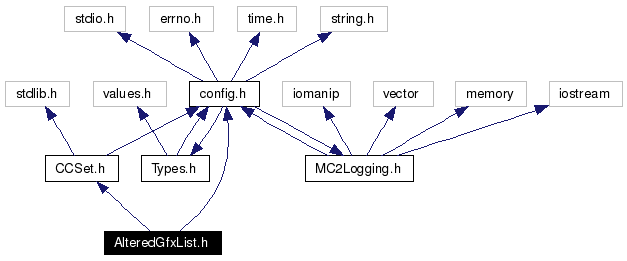 stdio.h
errno.h
time.h
string.h
stdlib.h
values.h
config.h
iomanip
vector
memory
iostream
CCSet.h
Types.h
MC2Logging.h
AlteredGfxList.h